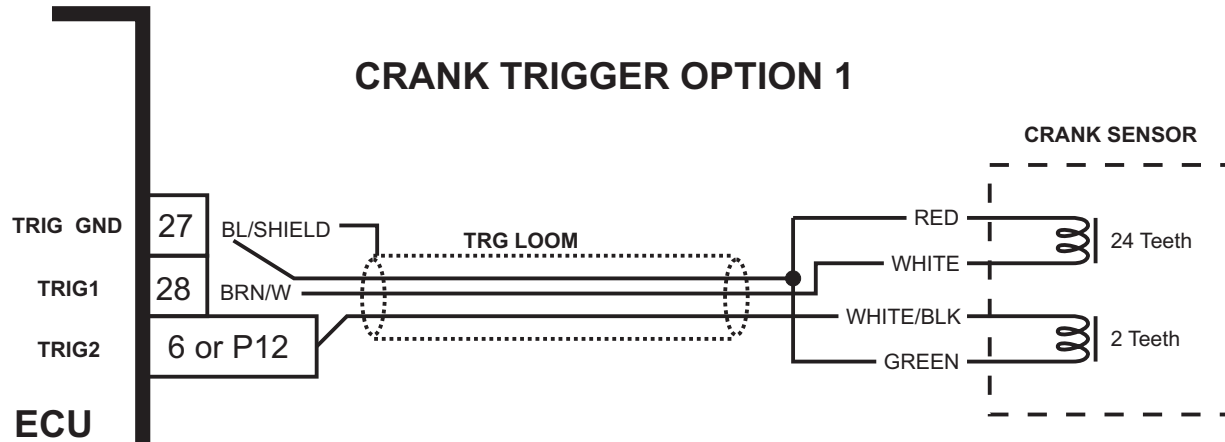 CRANK TRIGGER OPTION 1
CRANK SENSOR
TRIG GND
27
BL/SHIELD
TRG LOOM
RED
24 Teeth
WHITE
TRIG1
28
BRN/W
WHITE/BLK
TRIG2
6 or P12
2 Teeth
GREEN
ECU